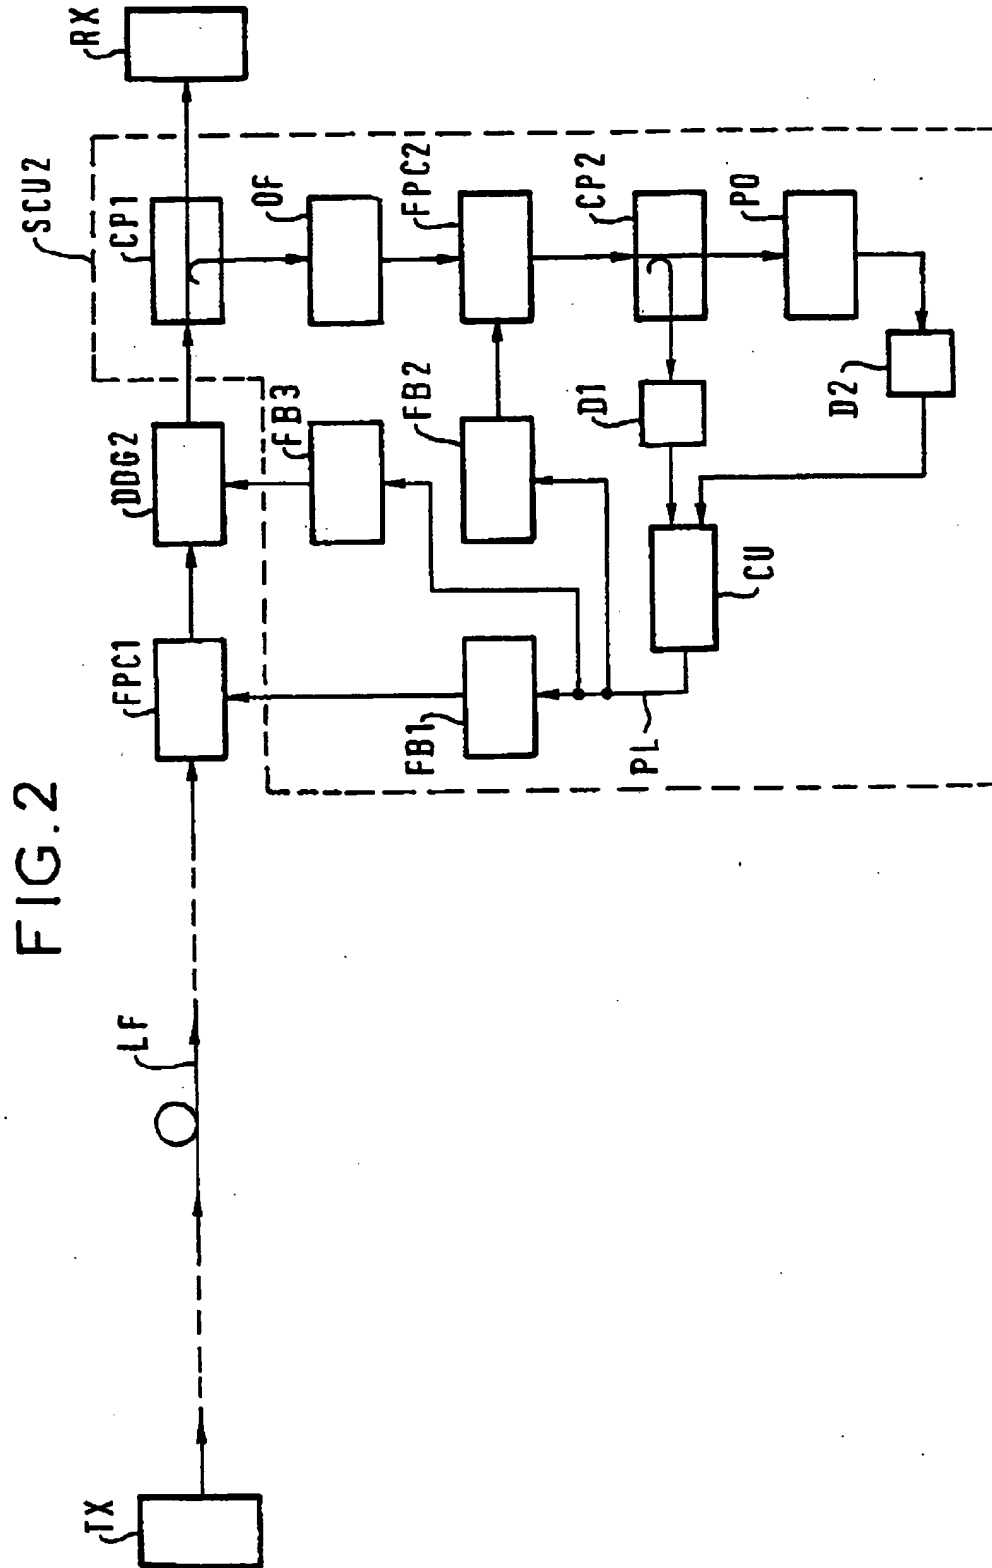 FIG.2
TX
LF
FPC1
DDG2
SCU2
CP1
RX
FB3
OF
FB1
FB2
FPC2
PL
CU
D1
CP2
D2
PO